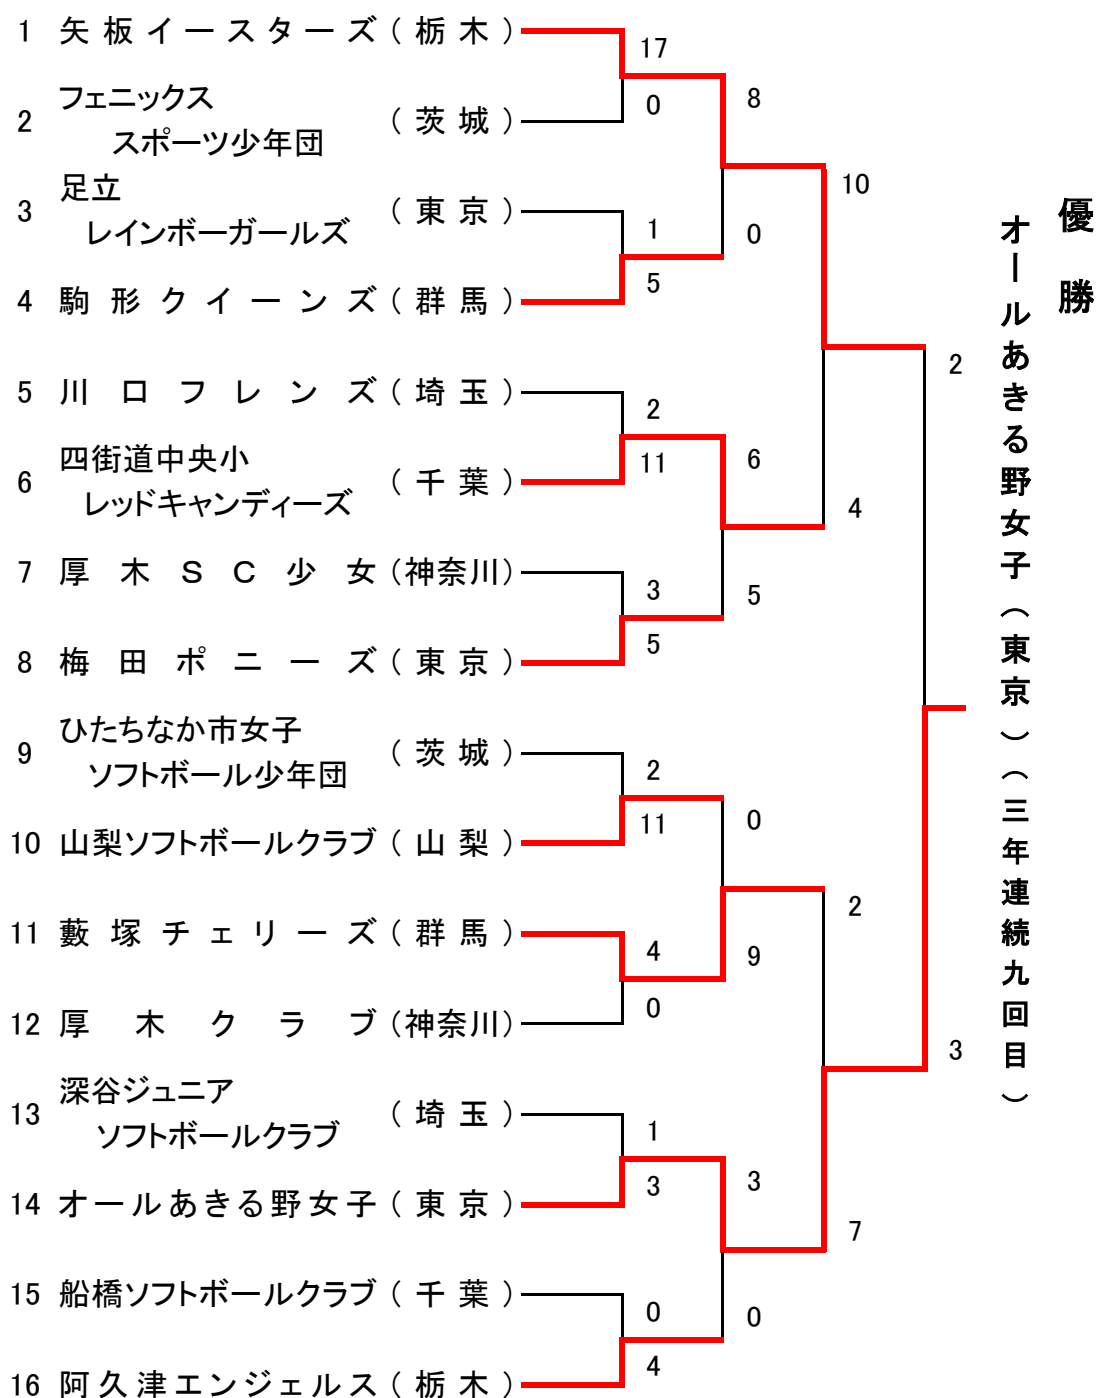 1 矢板イースターズ(栃木)
2 フェニックス
スポーツ少年団 (茨城)
3 足立
レインボーガールズ (東京)
4 駒形クイーンズ(群馬)
5 川口フレンズ(埼玉)
6 四街道中央小
レッドキャンディーズ (千葉)
7 厚木SC少女(神奈川)
8 梅田ポニーズ(東京)
9 ひたちなか市女子
ソフトボール少年団 (茨城)
10 山梨ソフトボールクラブ(山梨)
11 藪塚チェリーズ(群馬)
12 厚木クラブ(神奈川)
13 深谷ジュニア
ソフトボールクラブ (埼玉)
14 オールあきる野女子(東京)
15 船橋ソフトボールクラブ(千葉)
16 阿久津エンジェルス(栃木)
17
0
1
5
2
11
3
5
2
11
4
0
1
3
0
4
8
0
6
5
0
9
3
0
10
4
2
7
2
3
優勝
オールあきる野女子(東京)(三年連続九回目)